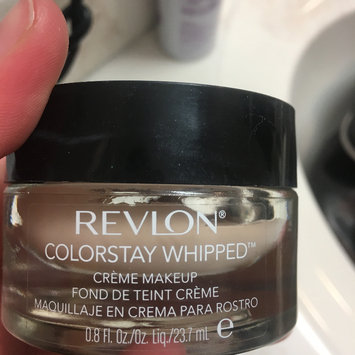 REVLON®
COLORSTAY WHIPPED™
CRÈME MAKEUP
FOND DE TEINT CRÈME
MAQUILLAJE EN CREMA PARA ROSTRO
0.8 Fl. Oz./Oz. Liq./23.7 mL ℮